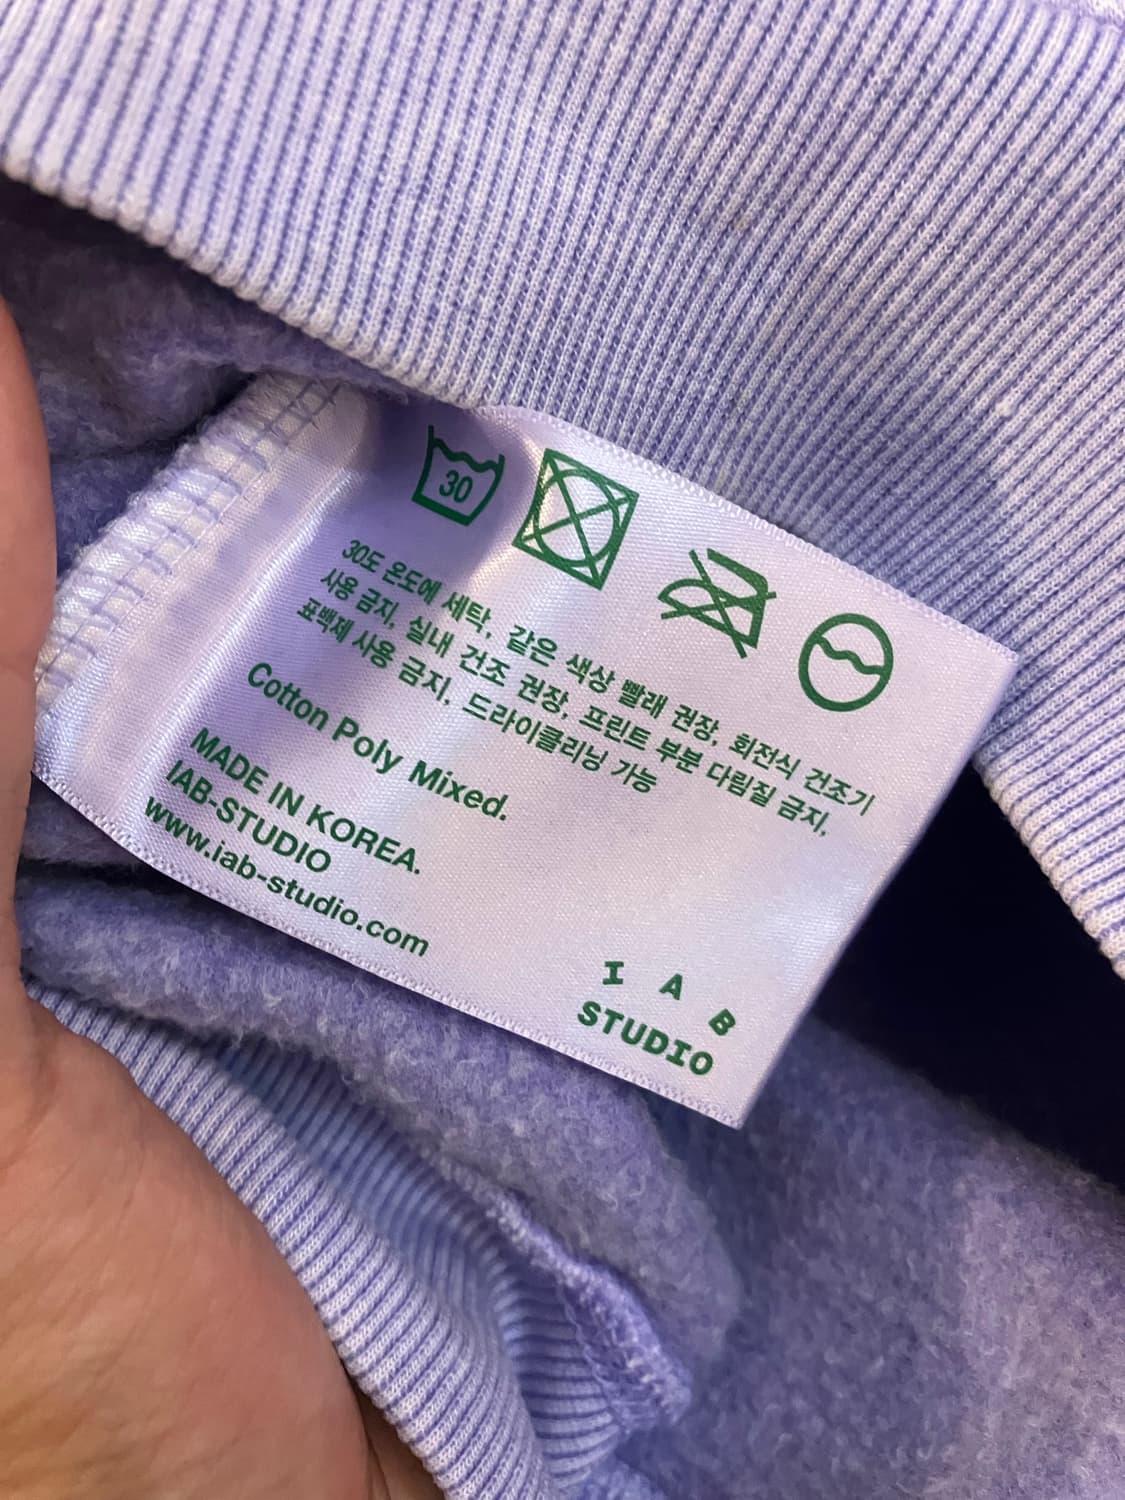 30
30도 온도에 세탁, 같은 색상 빨래 권장, 회전식 건조기
사용 금지, 실내 건조 권장, 프린트 부분 다림질 금지,
표백제 사용 금지, 드라이클리닝 가능
Cotton Poly Mixed.
MADE IN KOREA.
IAB-STUDIO
www.iab-studio.com
I A B
STUDIO